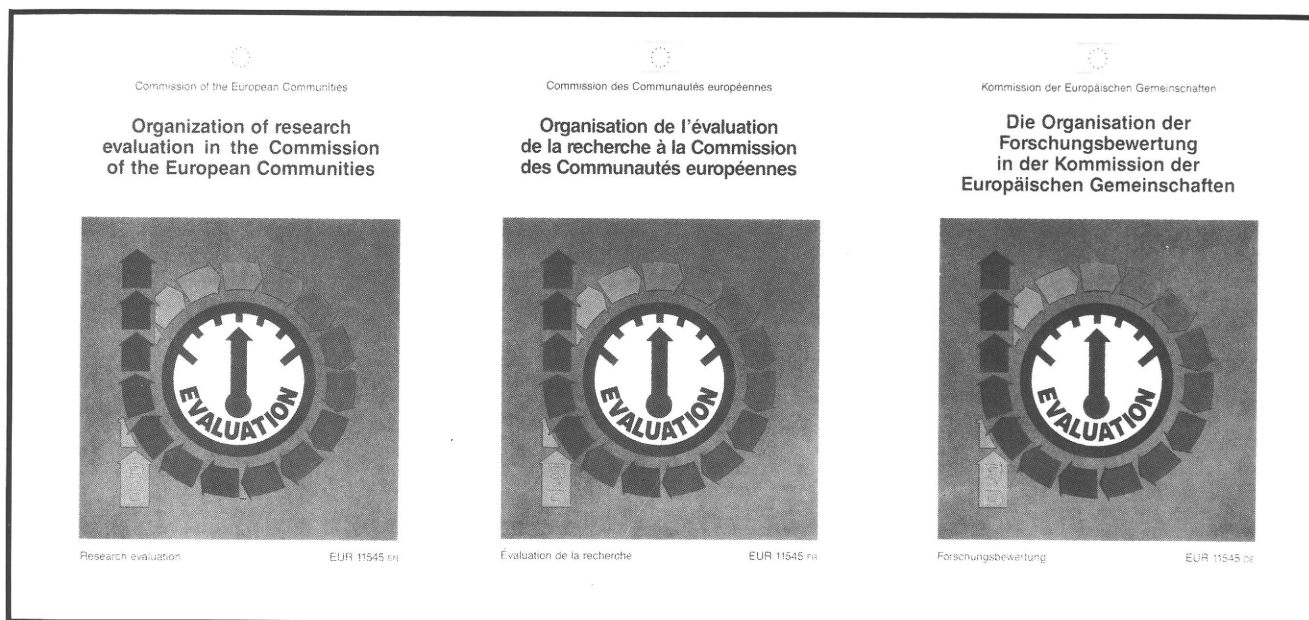 Commission of the European Communities
Organization of research
evaluation in the Commission
of the European Communities
EVALUATION
Research evaluation
EUR 11545 EN
Commission des Communautés européennes
Organisation de l'évaluation
de la recherche à la Commission
des Communautés européennes
EVALUATION
Évaluation de la recherche
EUR 11545 FR
Kommission der Europäischen Gemeinschaften
Die Organisation der
Forschungsbewertung
in der Kommission der
Europäischen Gemeinschaften
EVALUATION
Forschungsbewertung
EUR 11545 DE